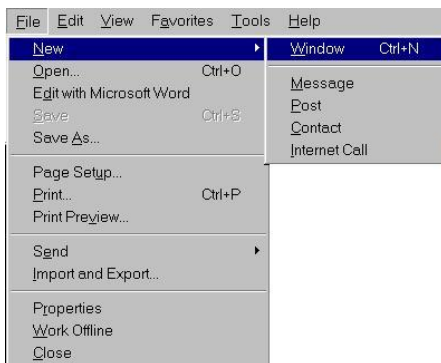 File Edit View Favorites Tools Help
New
Open... Ctrl+O
Edit with Microsoft Word
Save Ctrl+S
Save As...
Page Setup...
Print... Ctrl+P
Print Preview...
Send
Import and Export...
Properties
Work Offline
Close
Window Ctrl+N
Message
Post
Contact
Internet Call